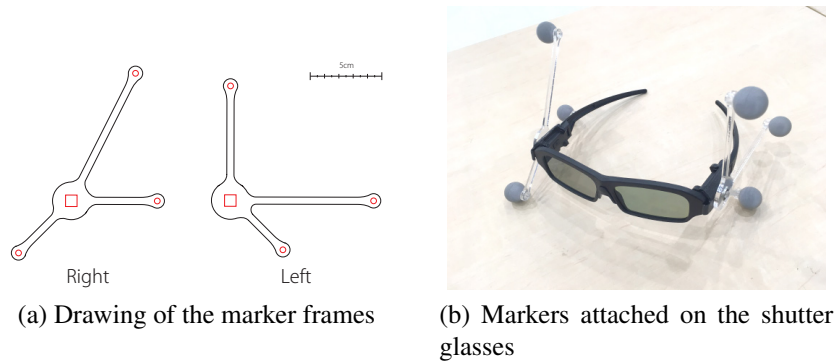 5cm
Right
Left
(a) Drawing of the marker frames
(b) Markers attached on the shutter
glasses